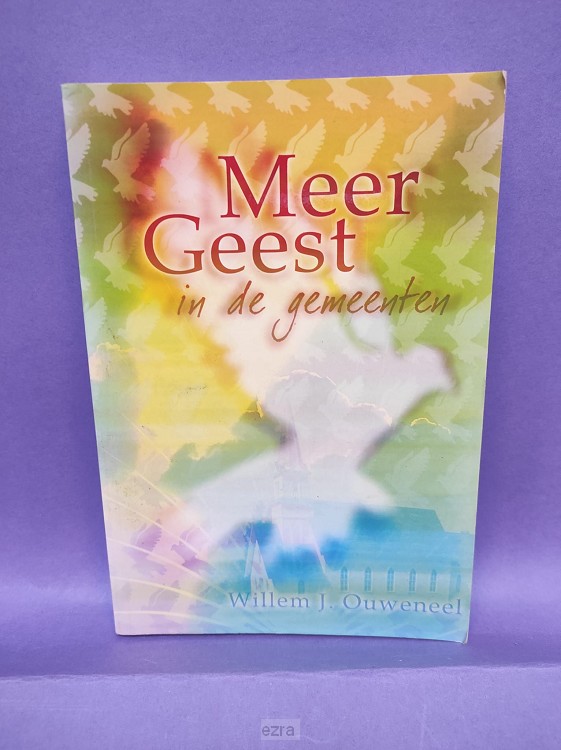 Meer
Geest
in de gemeenten
Willem J. Ouweneel
ezra